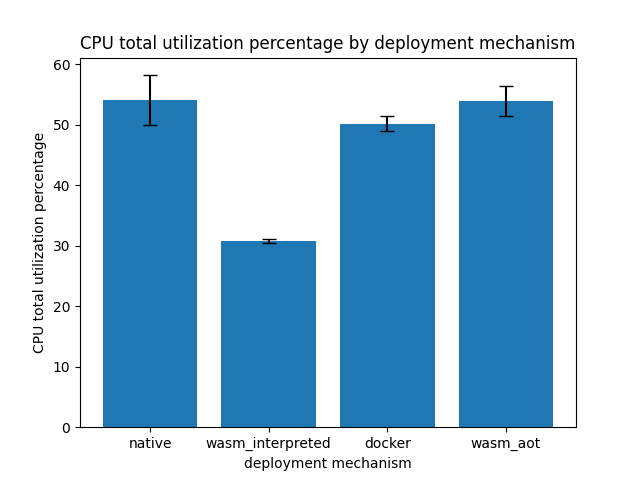 CPU total utilization percentage by deployment mechanism
CPU total utilization percentage
60
50
40
30
20
10
0
native wasm_interpreted docker wasm_aot
deployment mechanism